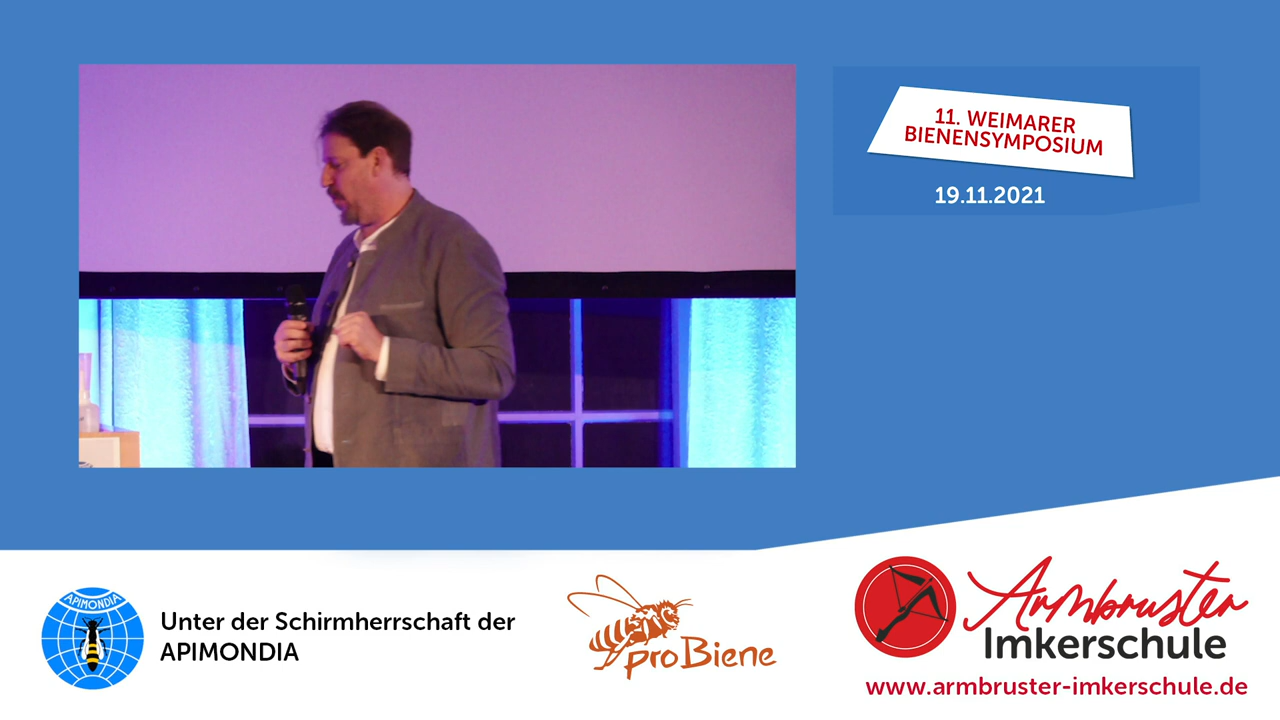 11. WEIMARER
BIENENSYMPOSIUM
19.11.2021
APIMONDIA
Unter der Schirmherrschaft der
APIMONDIA
proBiene
Armbruster
Imkerschule
www.armbruster-imkerschule.de